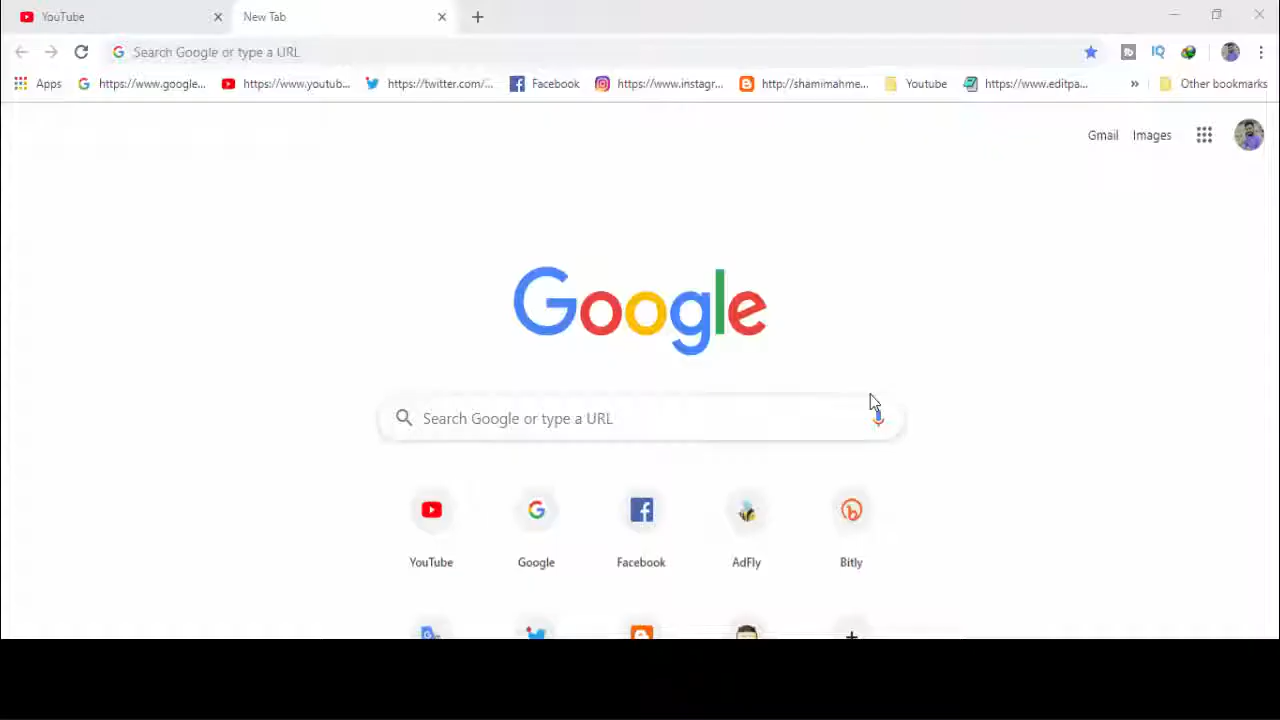 YouTube
New Tab
Search Google or type a URL
Apps
https://www.google...
https://www.youtub...
https://twitter.com/...
Facebook
https://www.instagr...
http://shamimahme...
Youtube
https://www.editpa...
Other bookmarks
Gmail
Images
Google
Search Google or type a URL
YouTube
Google
Facebook
AdFly
Bitly